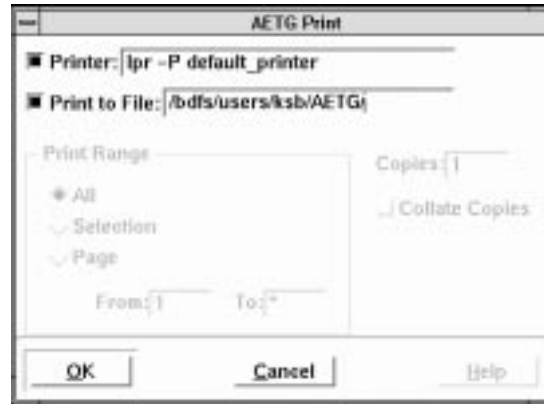 AETG Print
Printer: lpr -P default_printer
Print to File: /bdfs/users/ksb/AETG/
Print Range
All
Selection
Page
From: 1 To: *
Copies: 1
Collate Copies
OK Cancel Help